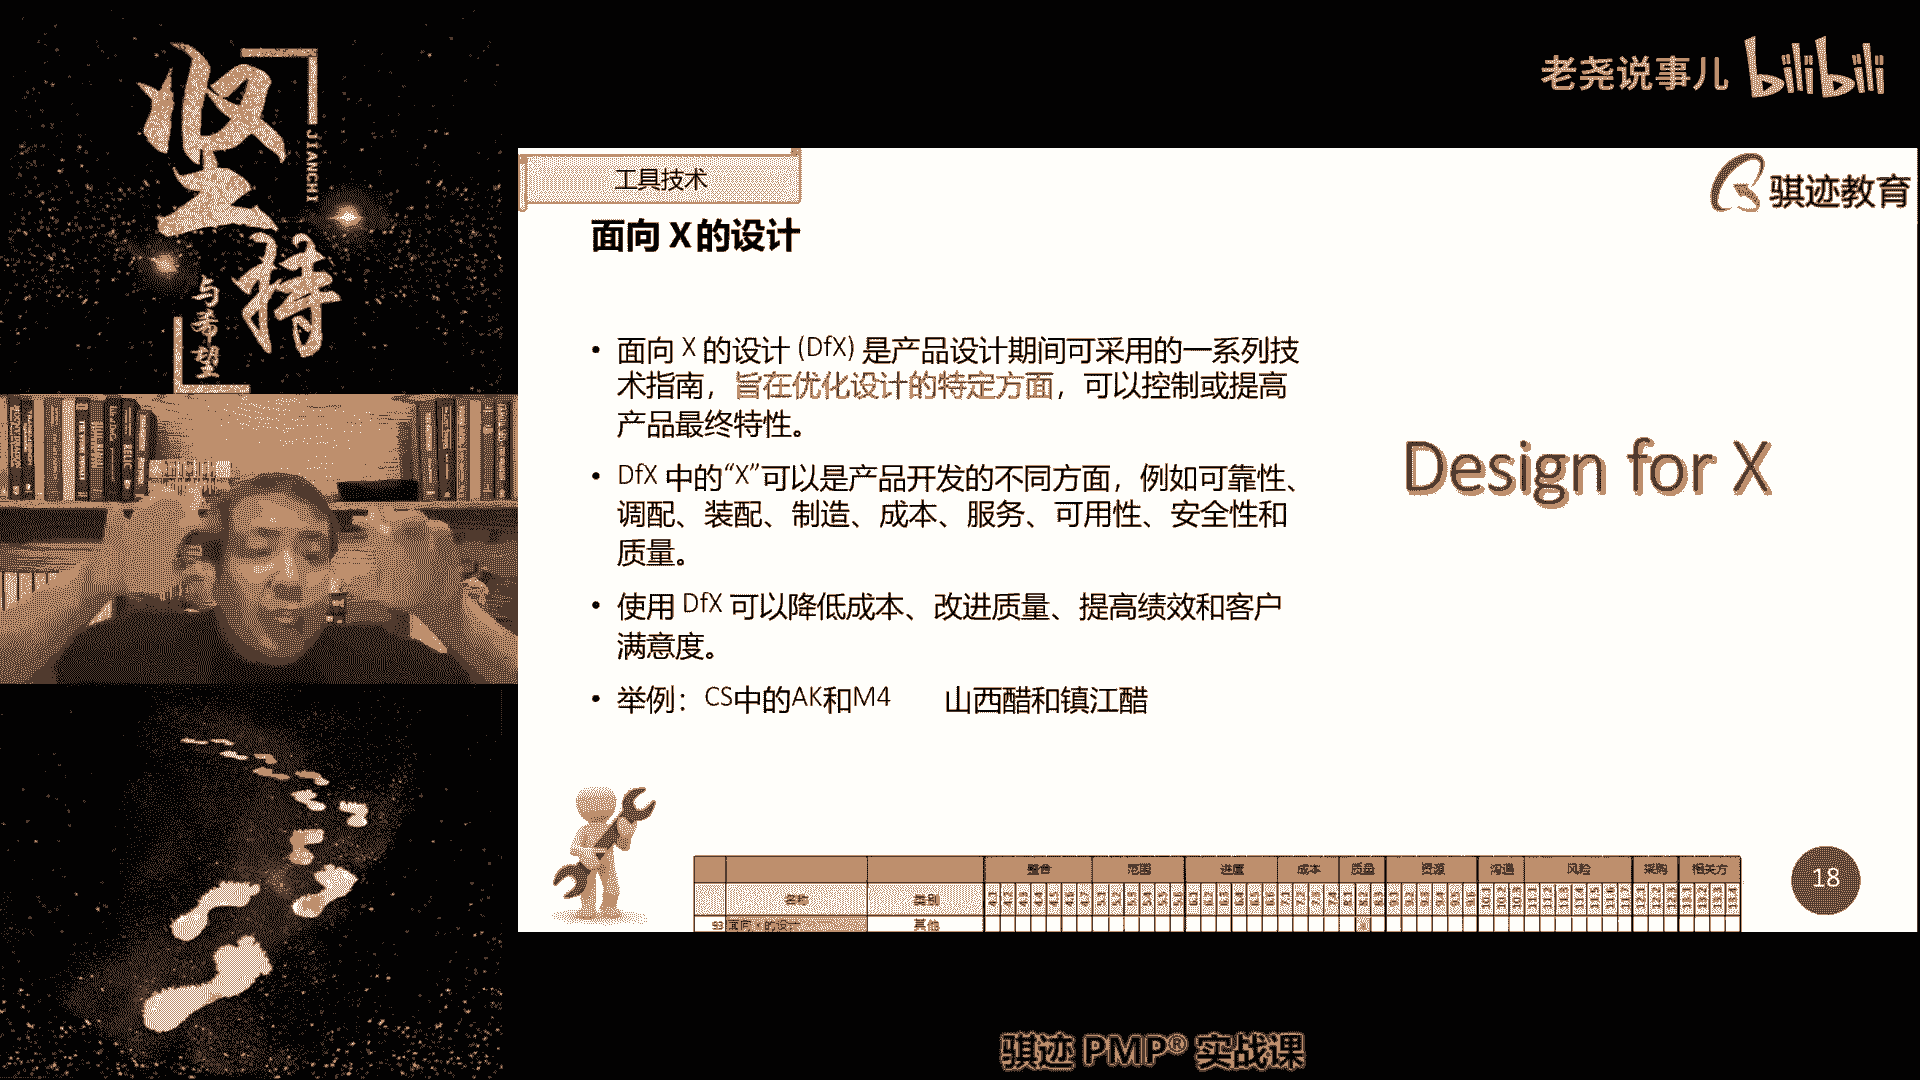 坚持
JIANCHI
与希望
老尧说事儿 bilibili
工具技术
骐迹教育
面向 X 的设计
• 面向 X 的设计 (DfX) 是产品设计期间可采用的一系列技
术指南，旨在优化设计的特定方面，可以控制或提高
产品最终特性。
• DfX 中的“X”可以是产品开发的不同方面，例如可靠性、
调配、装配、制造、成本、服务、可用性、安全性和
质量。
• 使用 DfX 可以降低成本、改进质量、提高绩效和客户
满意度。
• 举例：CS中的AK和M4 山西醋和镇江醋
Design for X
整合 范围 进度 成本 质量 资源 沟通 风险 采购 相关方
名称 类别
93 面向 X 的设计 其他
18
骐迹 PMP® 实战课